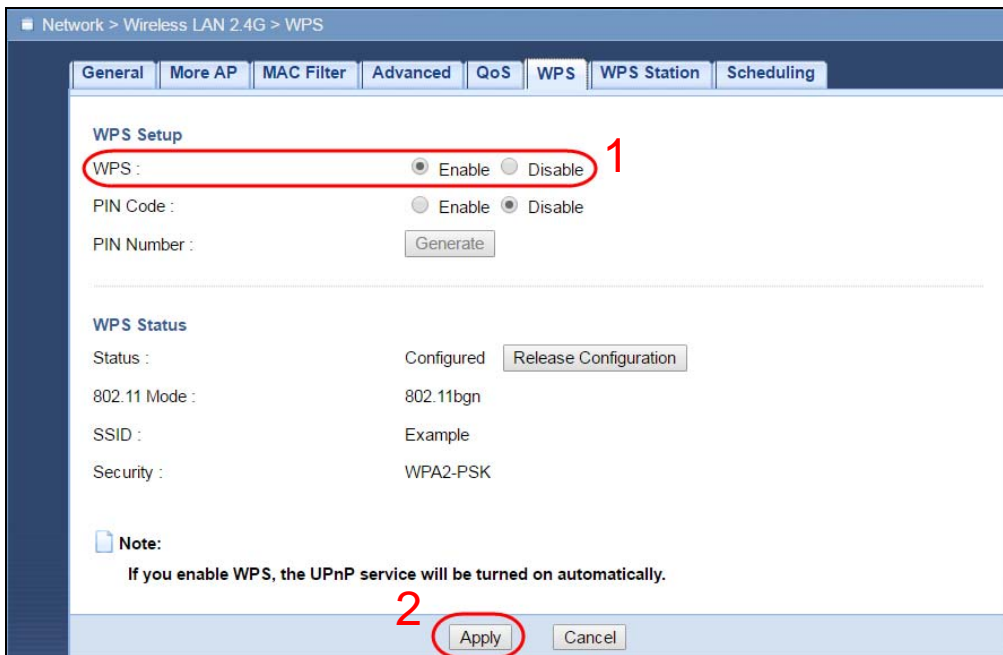 Network > Wireless LAN 2.4G > WPS
General More AP MAC Filter Advanced QoS WPS WPS Station Scheduling
WPS Setup
WPS : Enable Disable 1
PIN Code : Enable Disable
PIN Number : Generate
WPS Status
Status : Configured Release Configuration
802.11 Mode : 802.11bgn
SSID : Example
Security : WPA2-PSK
Note:
If you enable WPS, the UPnP service will be turned on automatically.
2 Apply Cancel